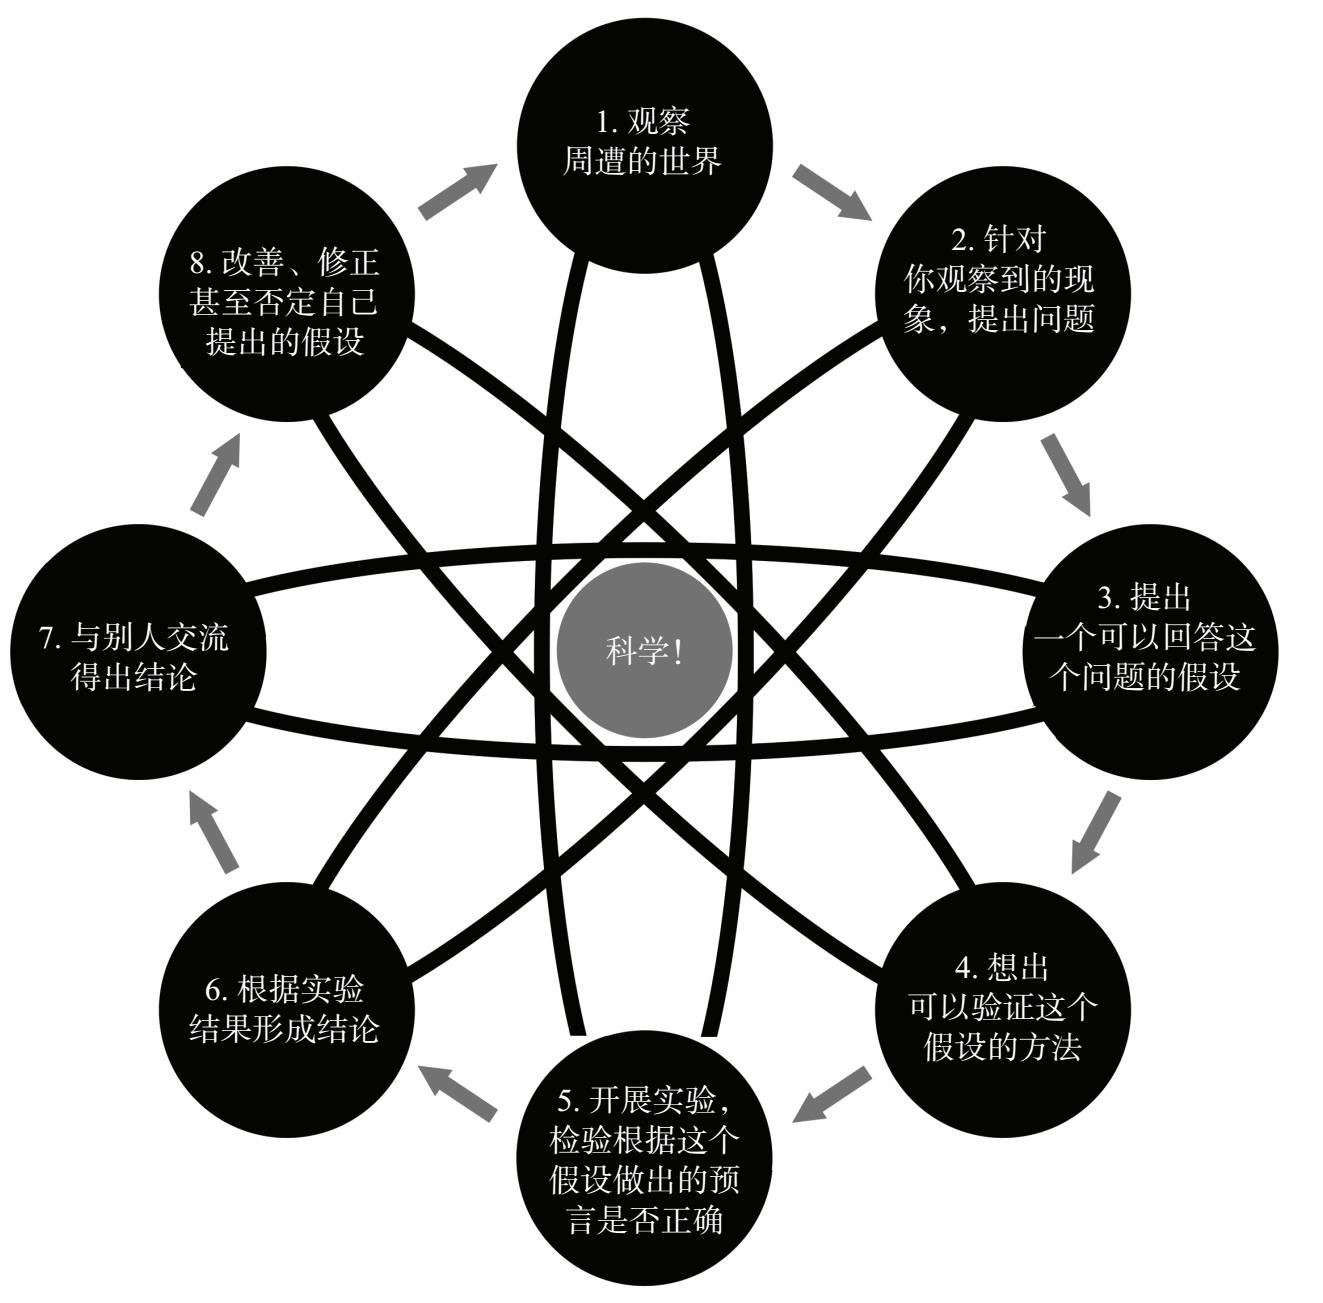 1. 观察
周遭的世界
2. 针对
你观察到的现
象，提出问题
3. 提出
一个可以回答这
个问题的假设
4. 想出
可以验证这个
假设的方法
5. 开展实验，
检验根据这个
假设做出的预
言是否正确
6. 根据实验
结果形成结论
7. 与别人交流
得出结论
8. 改善、修正
甚至否定自己
提出的假设
科学！